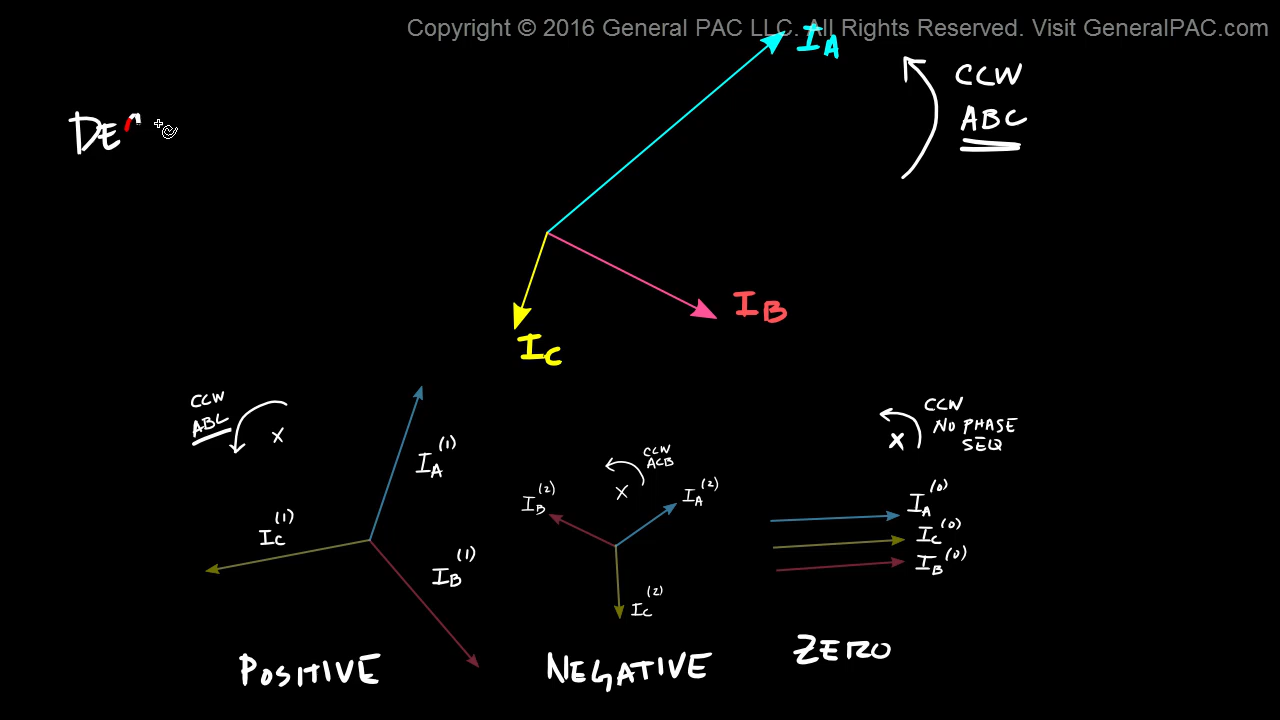 Copyright © 2016 General PAC LLC. All Rights Reserved. Visit GeneralPAC.com
IA
CCW
ABC
DE
IB
IC
CCW
ABC
X
IA(1)
IC(1)
IB(1)
POSITIVE
CCW
ACB
X
IB(2)
IA(2)
IC(2)
NEGATIVE
CCW
NO PHASE
SEQ
X
IA(0)
IC(0)
IB(0)
ZERO